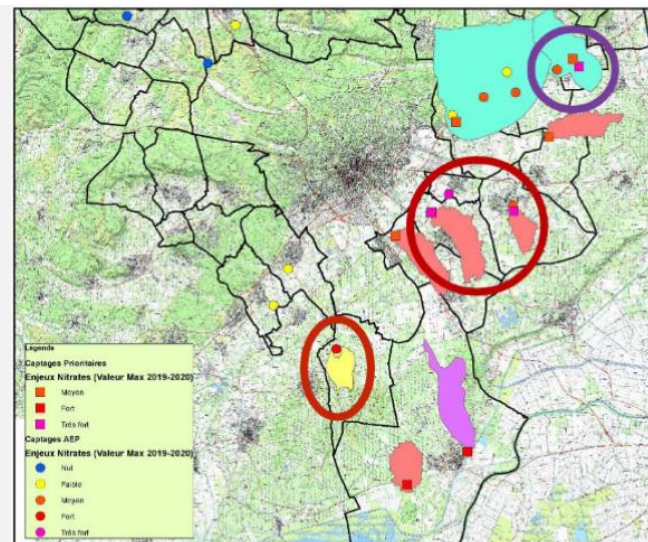 Légende
Captages Prioritaires
Enjeux Nitrates (Valeur Max 2019-2020)
Moyen
Fort
Très fort
Captages AEP
Enjeux Nitrates (Valeur Max 2019-2020)
Nul
Faible
Moyen
Fort
Très fort